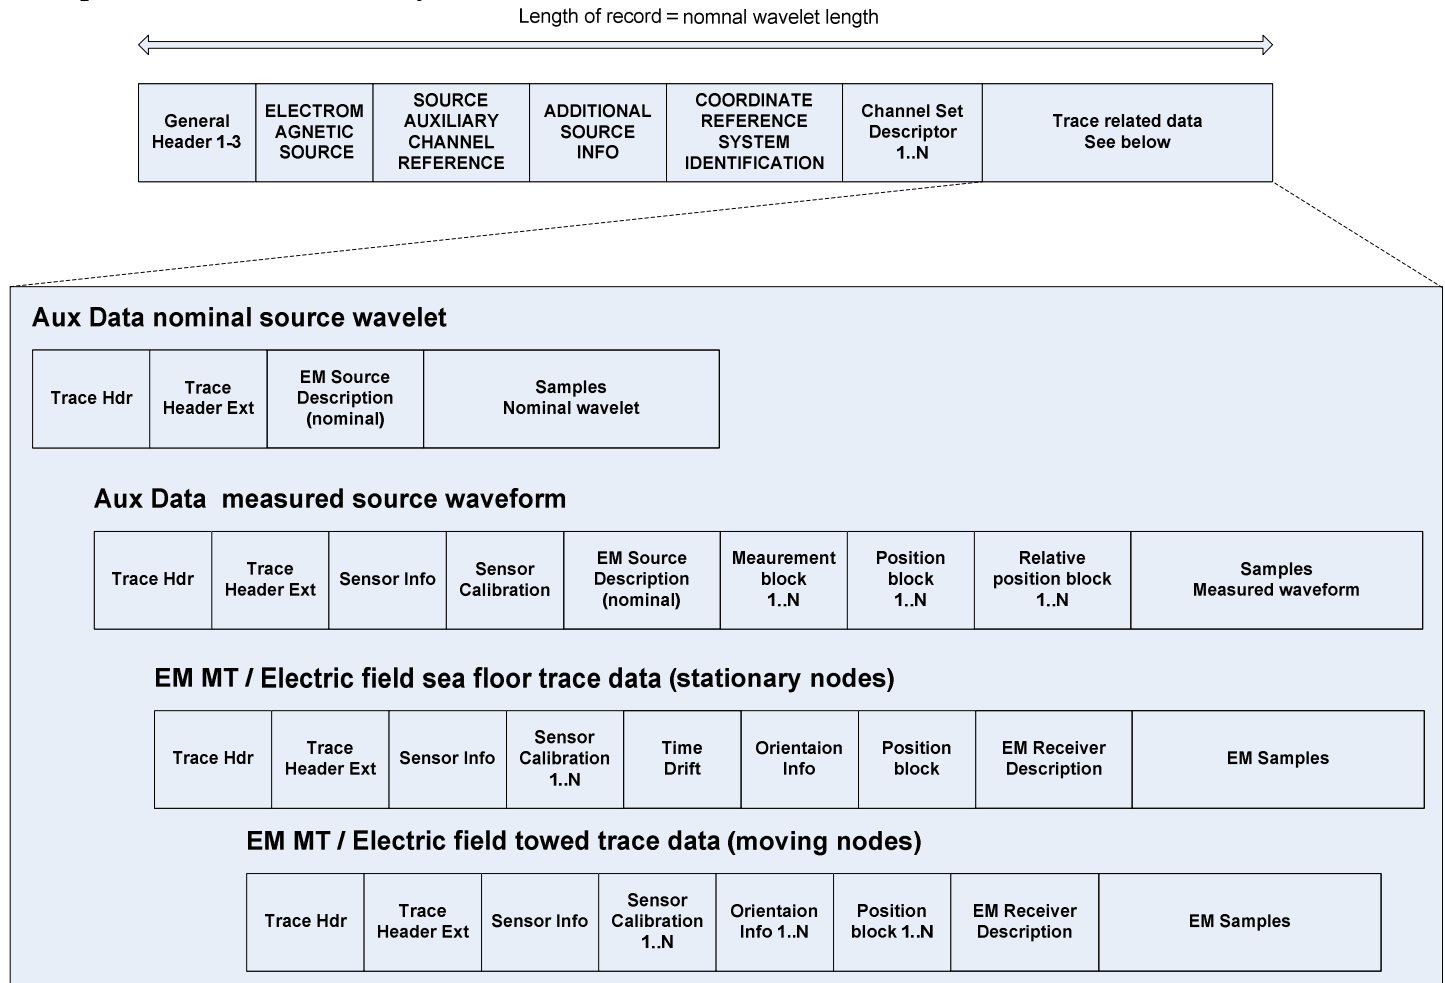 Length of record = nomnal wavelet length
General
Header 1-3
ELECTROM
AGNETIC
SOURCE
SOURCE
AUXILIARY
CHANNEL
REFERENCE
ADDITIONAL
SOURCE
INFO
COORDINATE
REFERENCE
SYSTEM
IDENTIFICATION
Channel Set
Descriptor
1..N
Trace related data
See below
Aux Data nominal source wavelet
Trace Hdr
Trace
Header Ext
EM Source
Description
(nominal)
Samples
Nominal wavelet
Aux Data measured source waveform
Trace Hdr
Trace
Header Ext
Sensor Info
Sensor
Calibration
EM Source
Description
(nominal)
Meaurement
block
1..N
Position
block
1..N
Relative
position block
1..N
Samples
Measured waveform
EM MT / Electric field sea floor trace data (stationary nodes)
Trace Hdr
Trace
Header Ext
Sensor Info
Sensor
Calibration
1..N
Time
Drift
Orientaion
Info
Position
block
EM Receiver
Description
EM Samples
EM MT / Electric field towed trace data (moving nodes)
Trace Hdr
Trace
Header Ext
Sensor Info
Sensor
Calibration
1..N
Orientaion
Info 1..N
Position
block 1..N
EM Receiver
Description
EM Samples